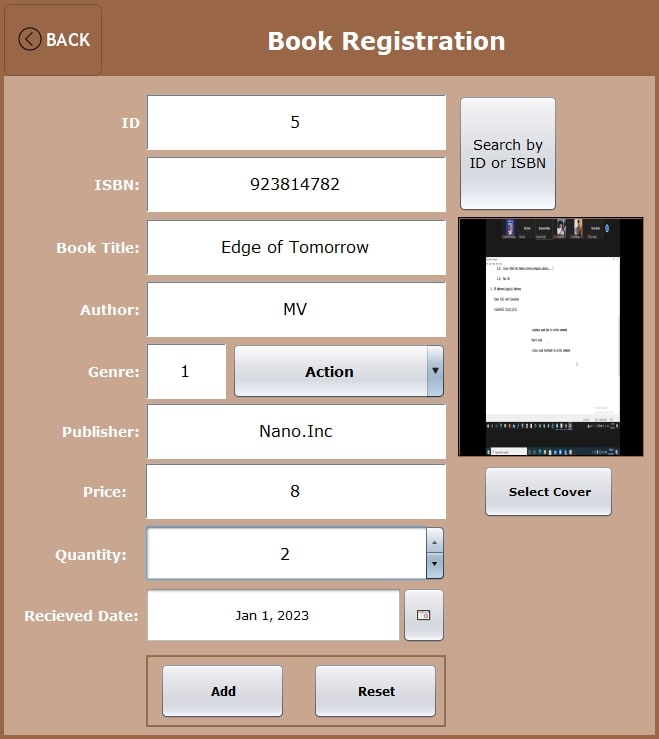 BACK
Book Registration
ID
5
Search by
ID or ISBN
ISBN:
923814782
Book Title:
Edge of Tomorrow
Author:
MV
Genre:
1
Action
Publisher:
Nano.Inc
Price:
8
Select Cover
Quantity:
2
Recieved Date:
Jan 1, 2023
Add
Reset